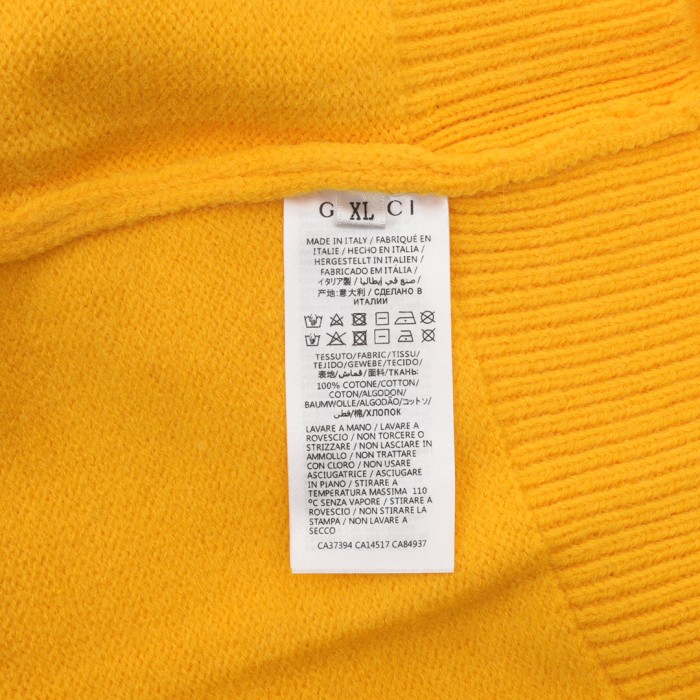 G XL C I
MADE IN ITALY / FABRIQUÉ EN
ITALIE / HECHO EN ITALIA /
HERGESTELLT IN ITALIEN /
FABRICADO EM ITALIA /
イタリア製 / صنع في إيطاليا /
产地:意大利 / СДЕЛАНО В
ИТАЛИИ
TESSUTO/FABRIC/TISSU/
TEJIDO/GEWEBE/TECIDO/
表地/قماش/面料/ТКАНЬ:
100% COTONE/COTTON/
COTON/ALGODON/
BAUMWOLLE/ALGODÃO/コットン/
قطن/棉/ХЛОПОК
LAVARE A MANO / LAVARE A
ROVESCIO / NON TORCERE O
STRIZZARE / NON LASCIARE IN
AMMOLLO / NON TRATTARE
CON CLORO / NON USARE
ASCIUGATRICE / ASCIUGARE
IN PIANO / STIRARE A
TEMPERATURA MASSIMA 110
°C SENZA VAPORE / STIRARE A
ROVESCIO / NON STIRARE LA
STAMPA / NON LAVARE A
SECCO
CA37394 CA14517 CA84937